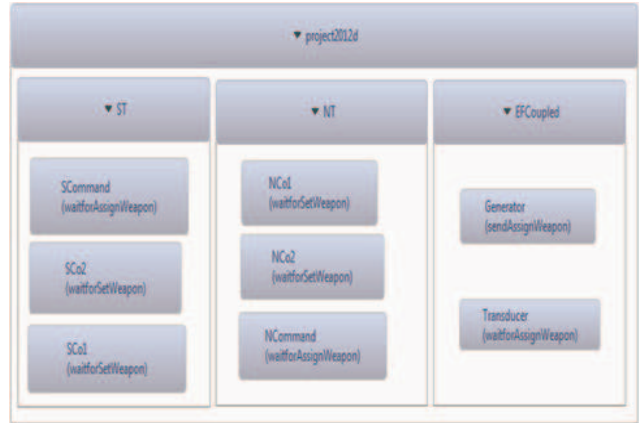 ▼ project2012d
▼ ST
SCommand
(waitforAssignWeapon)
SCo2
(waitforSetWeapon)
SCo1
(waitforSetWeapon)
▼ NT
NCo1
(waitforSetWeapon)
NCo2
(waitforSetWeapon)
NCommand
(waitforAssignWeapon)
▼ EFCoupled
Generator
(sendAssignWeapon)
Transducer
(waitforAssignWeapon)